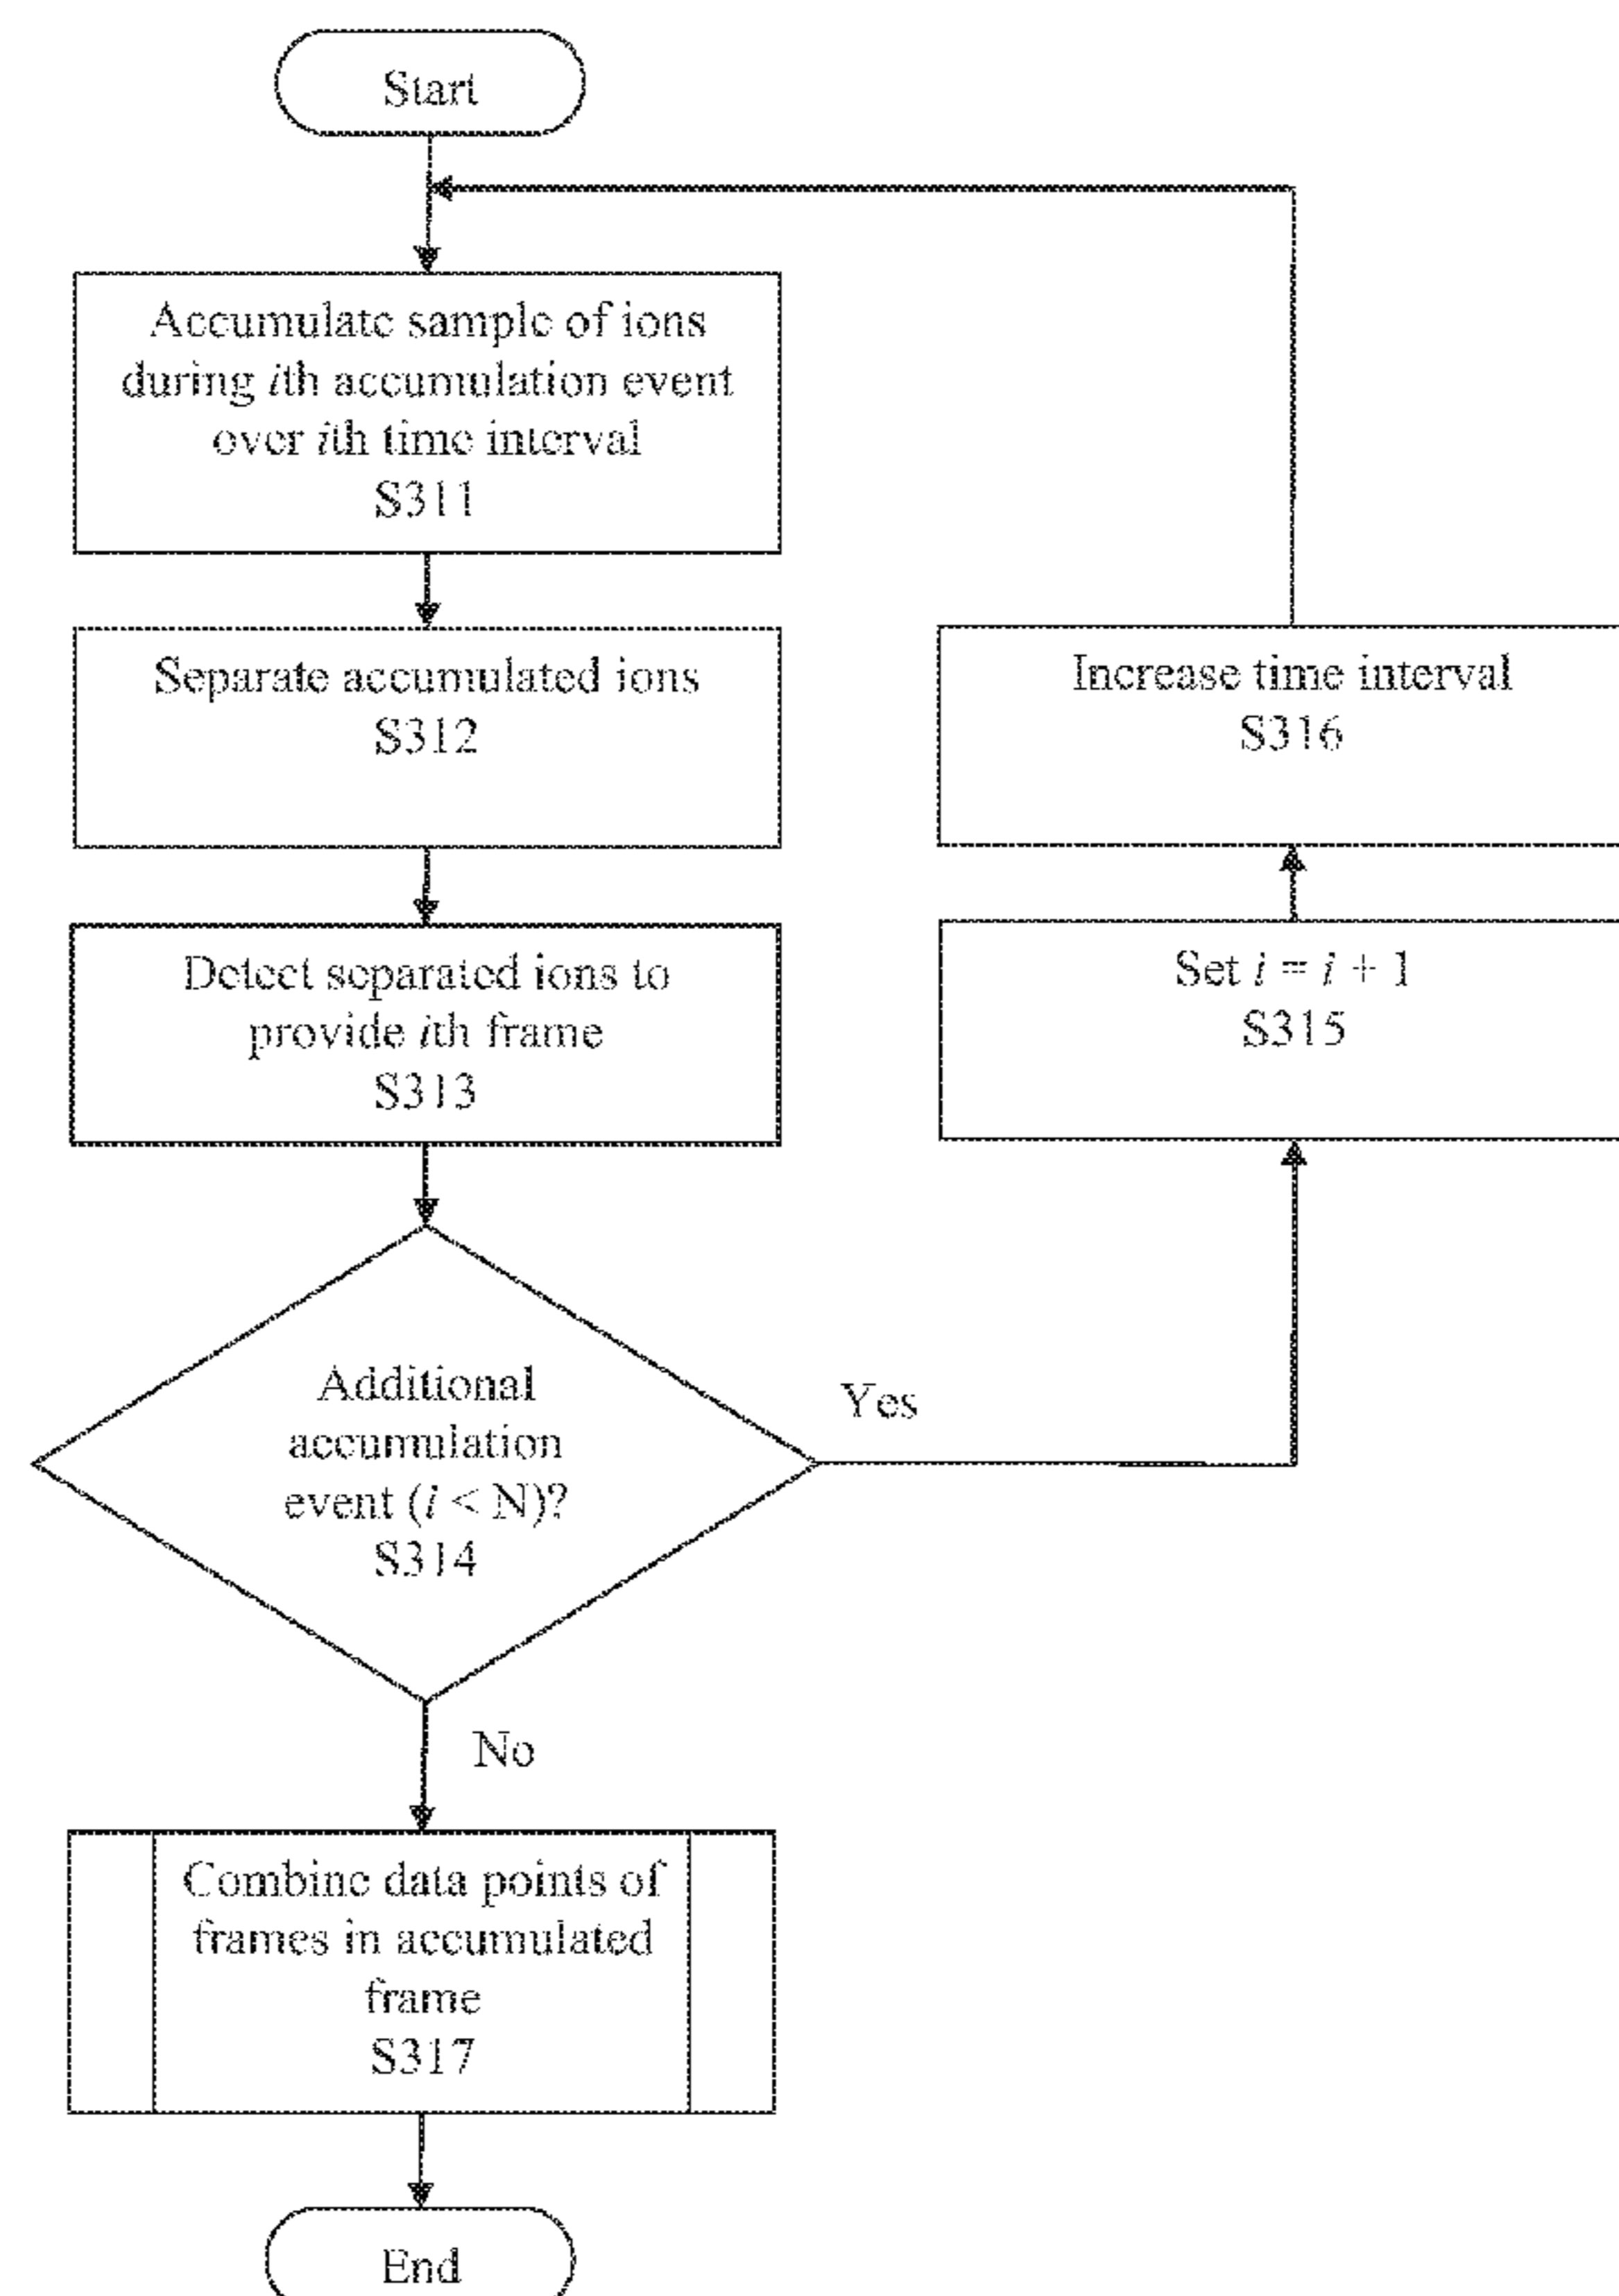 Start
Accumulate sample of ions
during ith accumulation event
over ith time interval
S311
Separate accumulated ions
S312
Detect separated ions to
provide ith frame
S313
Additional
accumulation
event (i < N)?
S314
Yes
Set i = i + 1
S315
Increase time interval
S316
No
Combine data points of
frames in accumulated
frame
S317
End